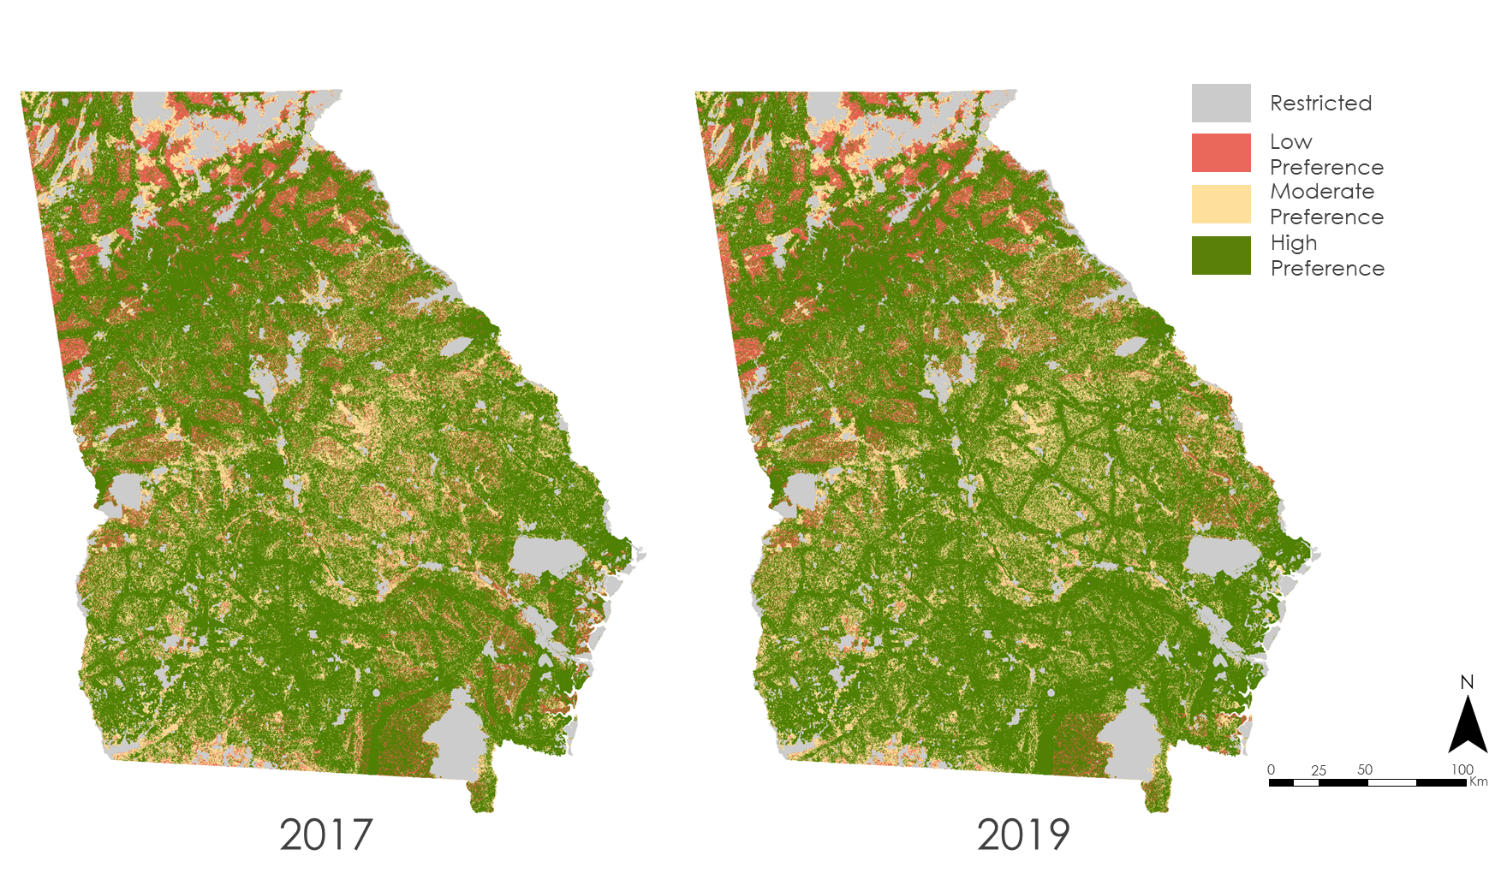 Restricted
Low
Preference
Moderate
Preference
High
Preference
N
0 25 50 100
Km
2017 2019